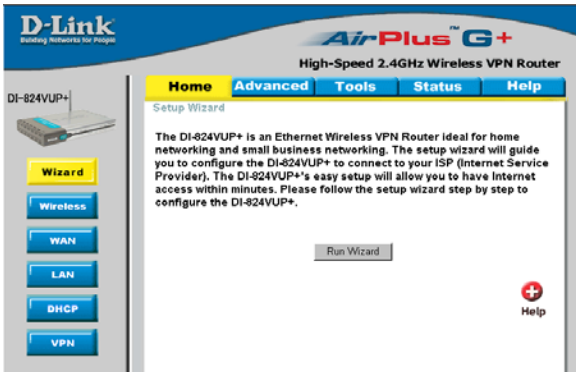 D-Link
Building Networks for People
AirPlus™ G+
High-Speed 2.4GHz Wireless VPN Router
DI-824VUP+
Home
Advanced
Tools
Status
Help
Setup Wizard
The DI-824VUP+ is an Ethernet Wireless VPN Router ideal for home
networking and small business networking. The setup wizard will guide
you to configure the DI-824VUP+ to connect to your ISP (Internet Service
Provider). The DI-824VUP+'s easy setup will allow you to have Internet
access within minutes. Please follow the setup wizard step by step to
configure the DI-824VUP+.
Run Wizard
Help
Wizard
Wireless
WAN
LAN
DHCP
VPN